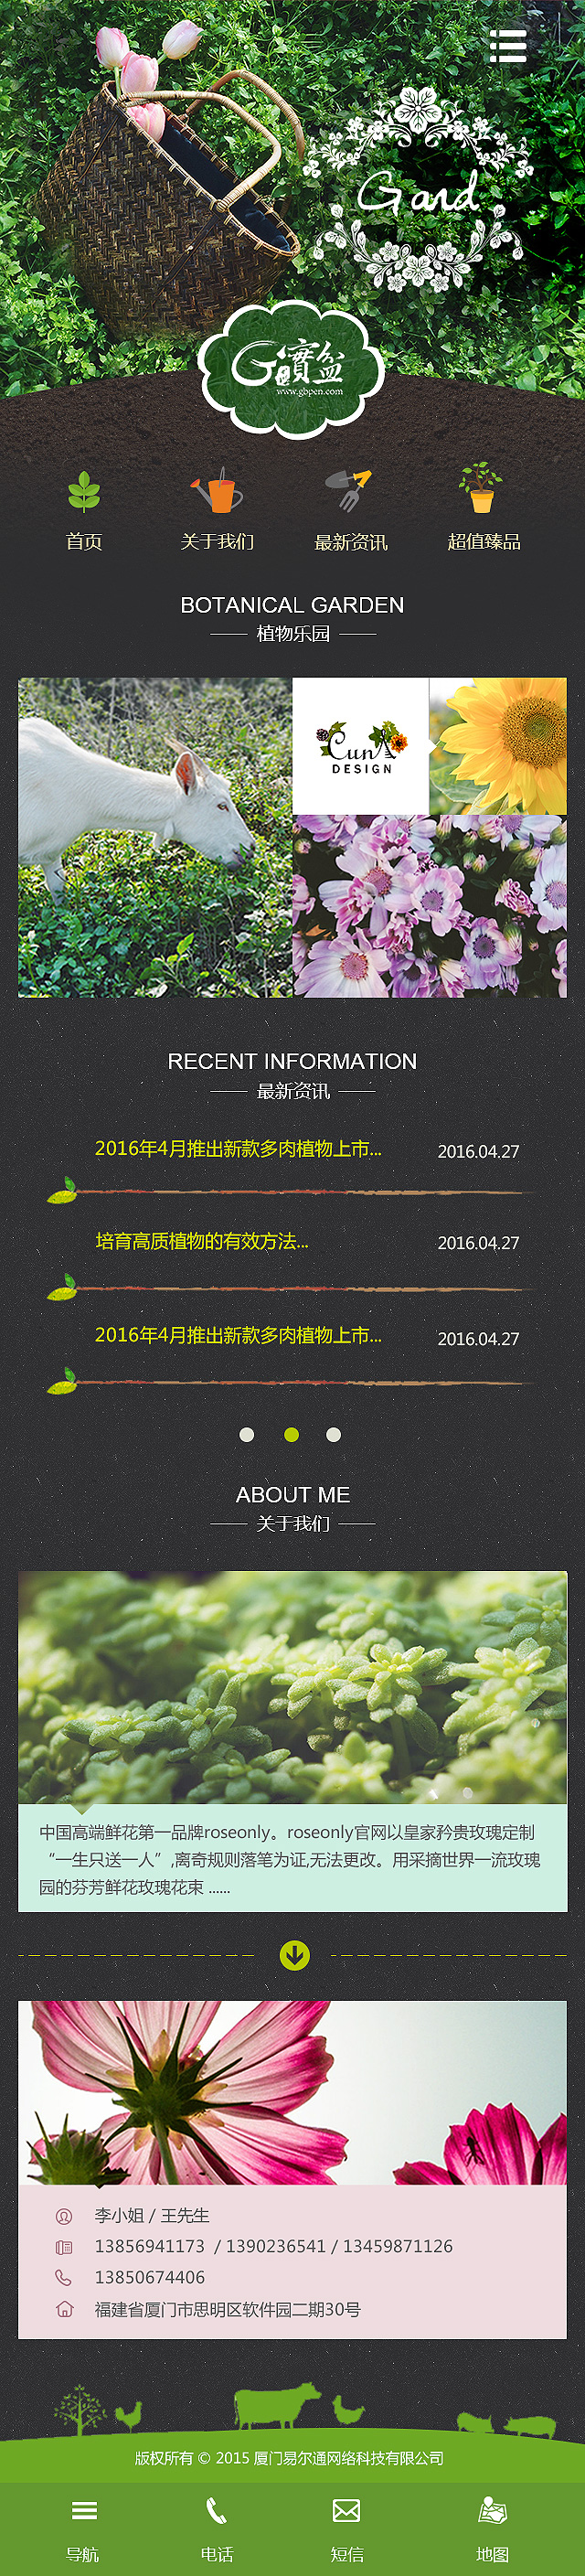 Gand
G 實盆
www.gbpen.com
首页
关于我们
最新资讯
超值臻品
BOTANICAL GARDEN
植物乐园
Cun
DESIGN
RECENT INFORMATION
最新资讯
2016年4月推出新款多肉植物上市... 2016.04.27
培育高质植物的有效方法... 2016.04.27
2016年4月推出新款多肉植物上市... 2016.04.27
ABOUT ME
关于我们
中国高端鲜花第一品牌roseonly。roseonly官网以皇家矜贵玫瑰定制
“一生只送一人”,离奇规则落笔为证,无法更改。用采摘世界一流玫瑰
园的芬芳鲜花玫瑰花束 ......
李小姐 / 王先生
13856941173 / 1390236541 / 13459871126
13850674406
福建省厦门市思明区软件园二期30号
版权所有 © 2015 厦门易尔通网络科技有限公司
导航
电话
短信
地图